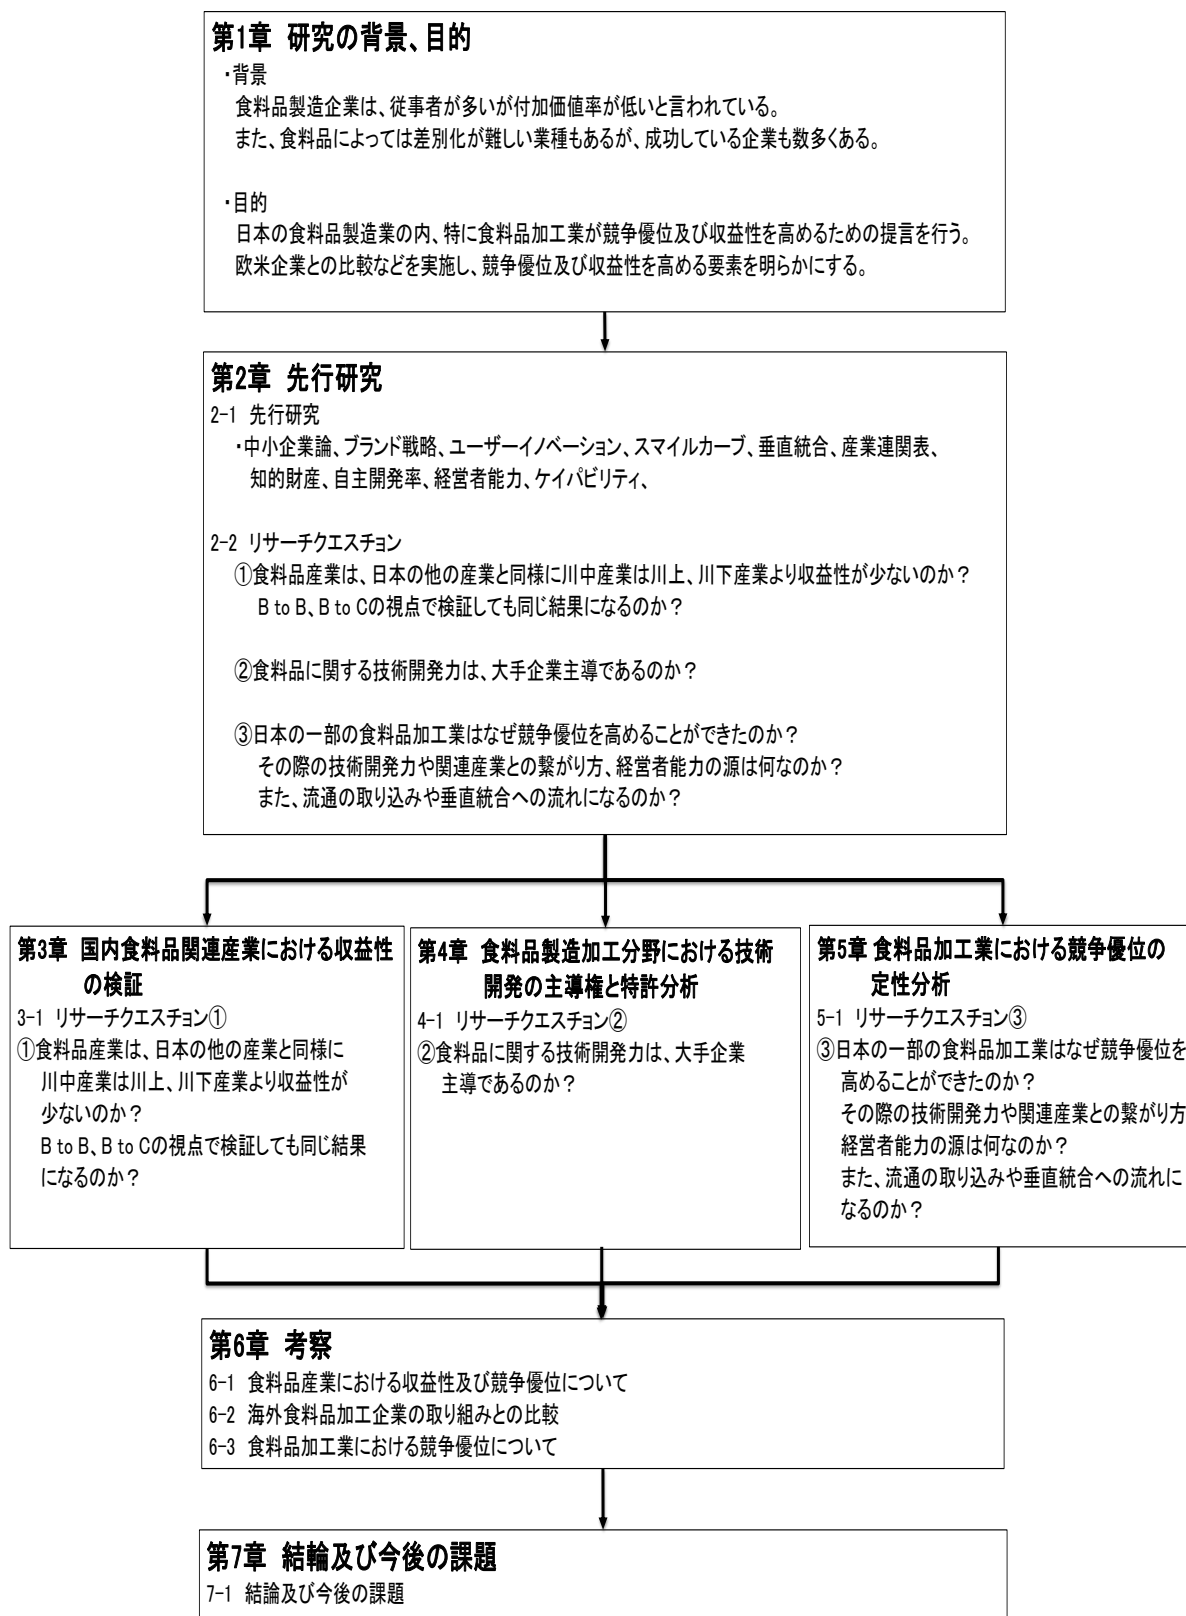 第1章 研究の背景、目的
・背景
食料品製造企業は、従事者が多いが付加価値率が低いと言われている。
また、食料品によっては差別化が難しい業種もあるが、成功している企業も数多くある。
・目的
日本の食料品製造業の内、特に食料品加工業が競争優位及び収益性を高めるための提言を行う。
欧米企業との比較などを実施し、競争優位及び収益性を高める要素を明らかにする。
第2章 先行研究
2-1 先行研究
・中小企業論、ブランド戦略、ユーザーイノベーション、スマイルカーブ、垂直統合、産業連関表、
知的財産、自主開発率、経営者能力、ケイパビリティ、
2-2 リサーチクエスチョン
①食料品産業は、日本の他の産業と同様に川中産業は川上、川下産業より収益性が少ないのか？
B to B、B to Cの視点で検証しても同じ結果になるのか？
②食料品に関する技術開発力は、大手企業主導であるのか？
③日本の一部の食料品加工業はなぜ競争優位を高めることができたのか？
その際の技術開発力や関連産業との繋がり方、経営者能力の源は何なのか？
また、流通の取り込みや垂直統合への流れになるのか？
第3章 国内食料品関連産業における収益性
の検証
3-1 リサーチクエスチョン①
①食料品産業は、日本の他の産業と同様に
川中産業は川上、川下産業より収益性が
少ないのか？
B to B、B to Cの視点で検証しても同じ結果
になるのか？
第4章 食料品製造加工分野における技術
開発の主導権と特許分析
4-1 リサーチクエスチョン②
②食料品に関する技術開発力は、大手企業
主導であるのか？
第5章 食料品加工業における競争優位の
定性分析
5-1 リサーチクエスチョン③
③日本の一部の食料品加工業はなぜ競争優位を
高めることができたのか？
その際の技術開発力や関連産業との繋がり方
経営者能力の源は何なのか？
また、流通の取り込みや垂直統合への流れに
なるのか？
第6章 考察
6-1 食料品産業における収益性及び競争優位について
6-2 海外食料品加工企業の取り組みとの比較
6-3 食料品加工業における競争優位について
第7章 結輪及び今後の課題
7-1 結論及び今後の課題